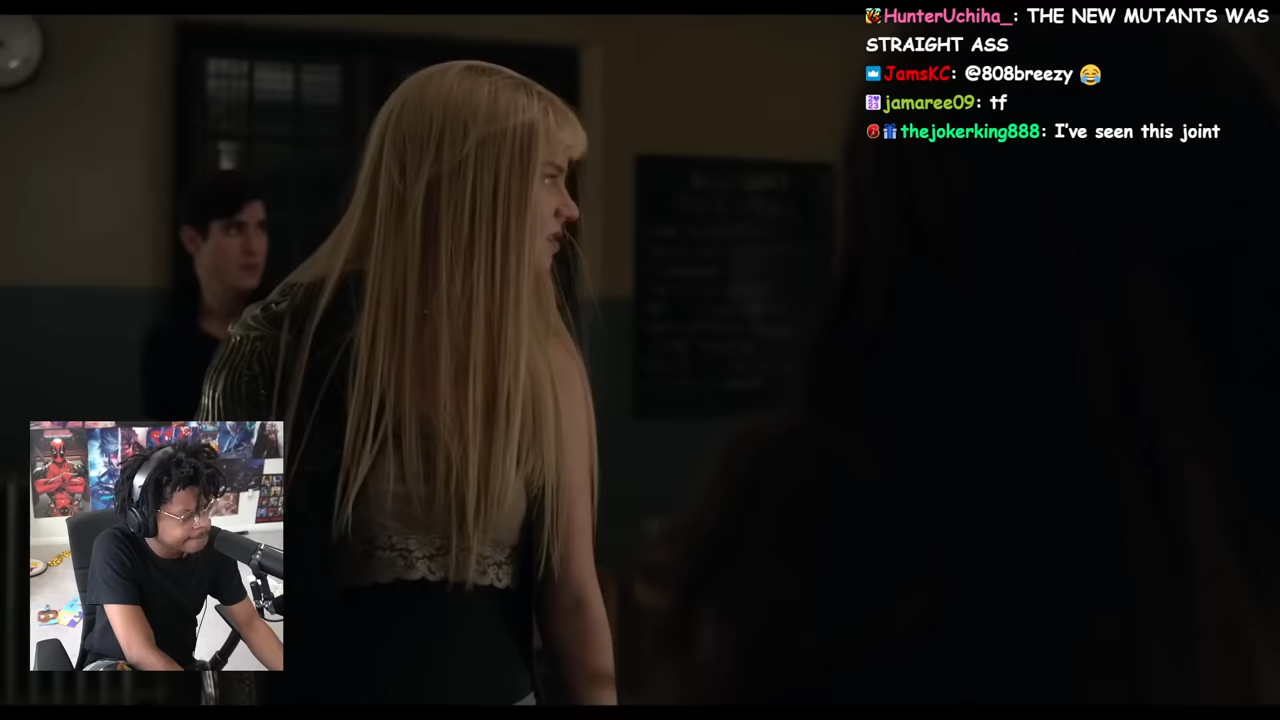 HunterUchiha_: THE NEW MUTANTS WAS
STRAIGHT ASS
JamsKC: @808breezy 😂
jamaree09: tf
thejokerking888: I've seen this joint